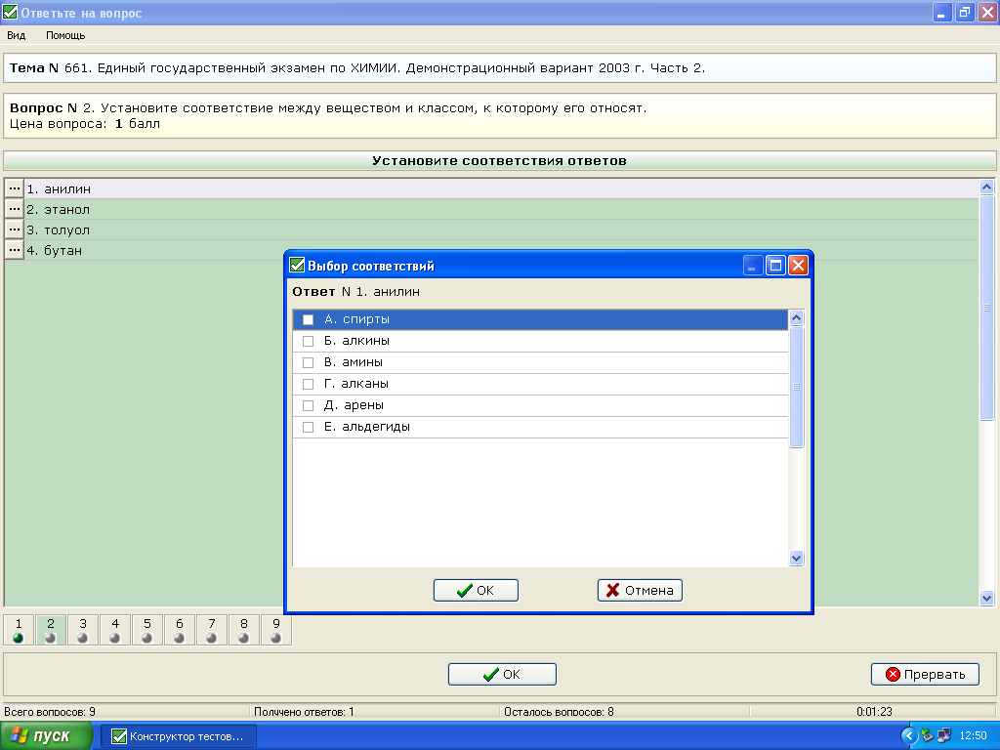 Ответьте на вопрос
Вид Помощь
Тема N 661. Единый государственный экзамен по ХИМИИ. Демонстрационный вариант 2003 г. Часть 2.
Вопрос N 2. Установите соответствие между веществом и классом, к которому его относят.
Цена вопроса: 1 балл
Установите соответствия ответов
... 1. анилин
... 2. этанол
... 3. толуол
... 4. бутан
Выбор соответствий
Ответ N 1. анилин
А. спирты
Б. алкины
В. амины
Г. алканы
Д. арены
Е. альдегиды
OK Отмена
1 2 3 4 5 6 7 8 9
OK Прервать
Всего вопросов: 9 Полчено ответов: 1 Осталось вопросов: 8 0:01:23
пуск Конструктор тестов... 12:50